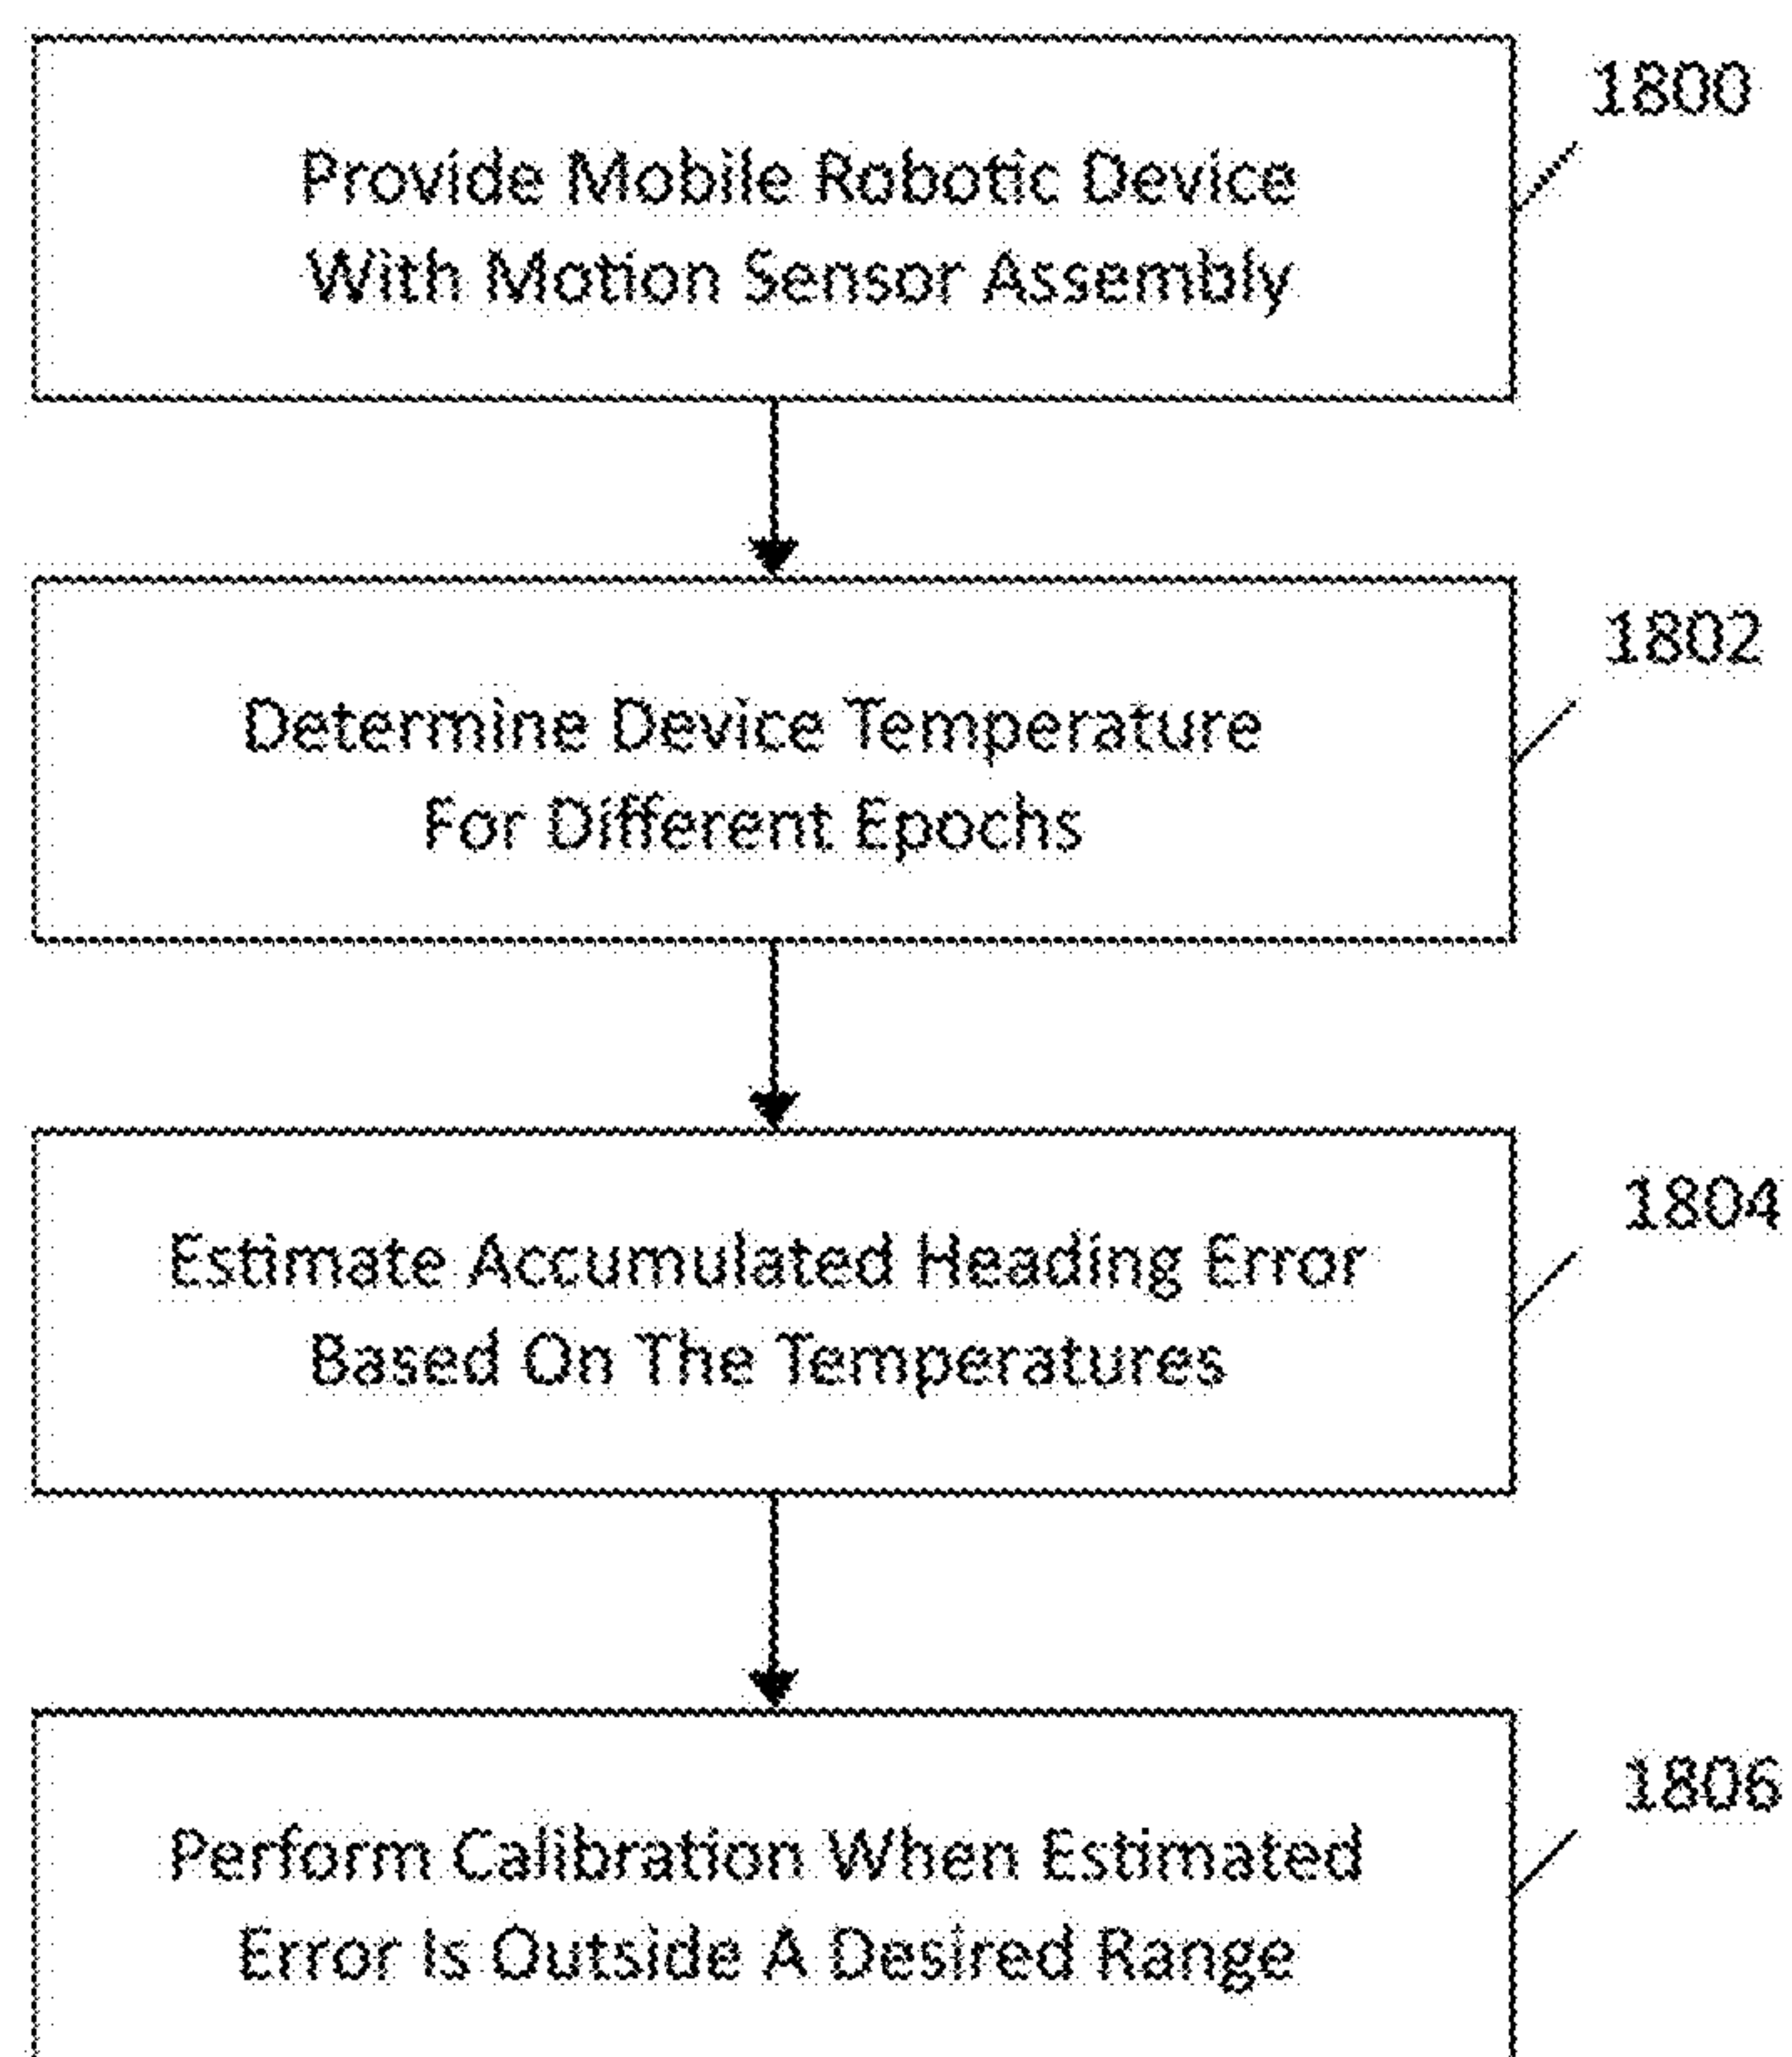 1800
Provide Mobile Robotic Device
With Motion Sensor Assembly
1802
Determine Device Temperature
For Different Epochs
1804
Estimate Accumulated Heading Error
Based On The Temperatures
1806
Perform Calibration When Estimated
Error Is Outside A Desired Range